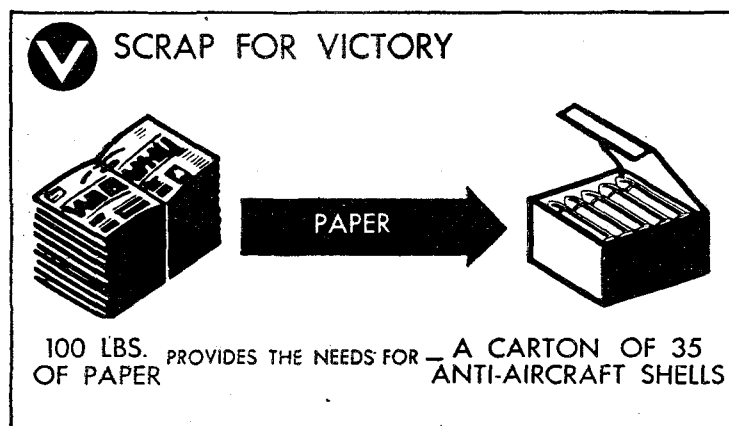 V SCRAP FOR VICTORY
PAPER
100 LBS. OF PAPER
PROVIDES THE NEEDS FOR —
A CARTON OF 35
ANTI-AIRCRAFT SHELLS